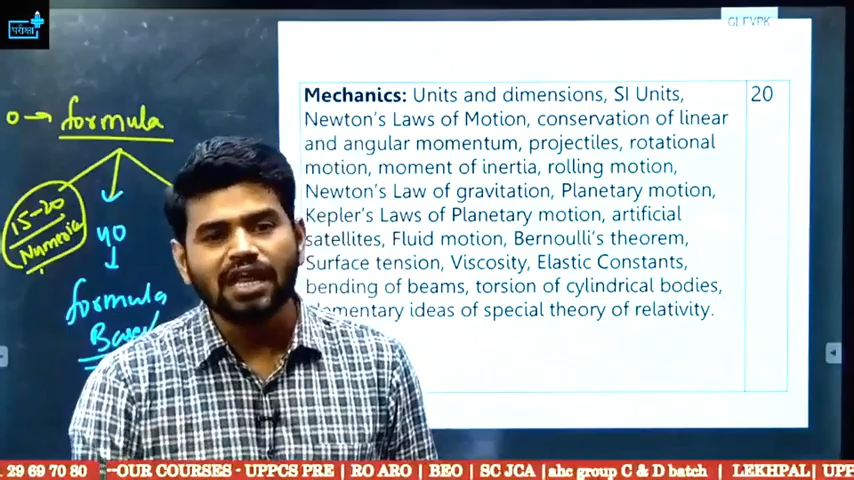 परीक्षा
GLFVPK
Mechanics: Units and dimensions, SI Units,
Newton's Laws of Motion, conservation of linear
and angular momentum, projectiles, rotational
motion, moment of inertia, rolling motion,
Newton's Law of gravitation, Planetary motion,
Kepler's Laws of Planetary motion, artificial
satellites, Fluid motion, Bernoulli's theorem,
Surface tension, Viscosity, Elastic Constants,
bending of beams, torsion of cylindrical bodies,
elementary ideas of special theory of relativity.
20
0 → formula
15-20
Numerical
40
formula
Based
29 69 70 80 --OUR COURSES - UPPCS PRE | RO ARO | BEO | SC JCA |ahc group C & D batch | LEKHPAL| UPP